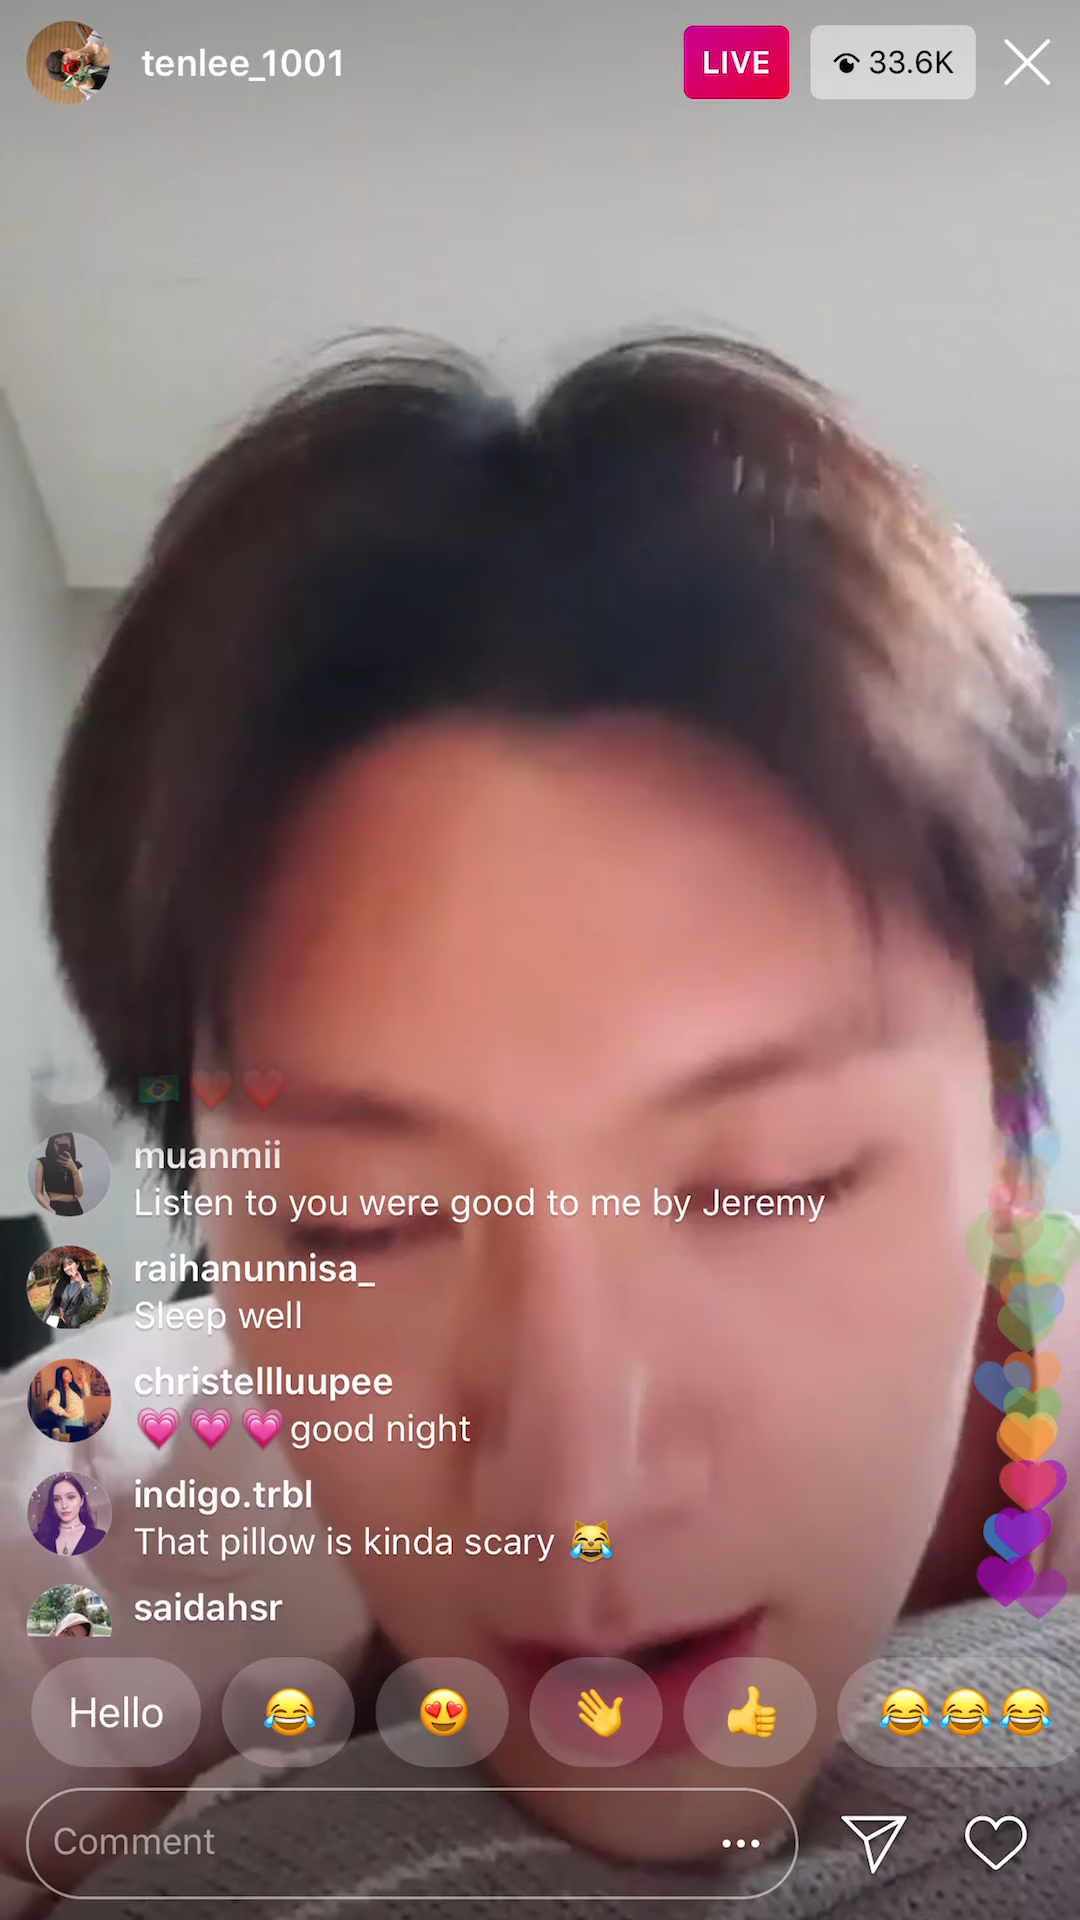 tenlee_1001
LIVE
33.6K
🇧🇷 ❤️ ❤️
muanmii
Listen to you were good to me by Jeremy
raihanunnisa_
Sleep well
christellluupee
💗 💗 💗 good night
indigo.trbl
That pillow is kinda scary 😹
saidahsr
Hello 😂 😍 👋 👍 😂 😂 😂
Comment